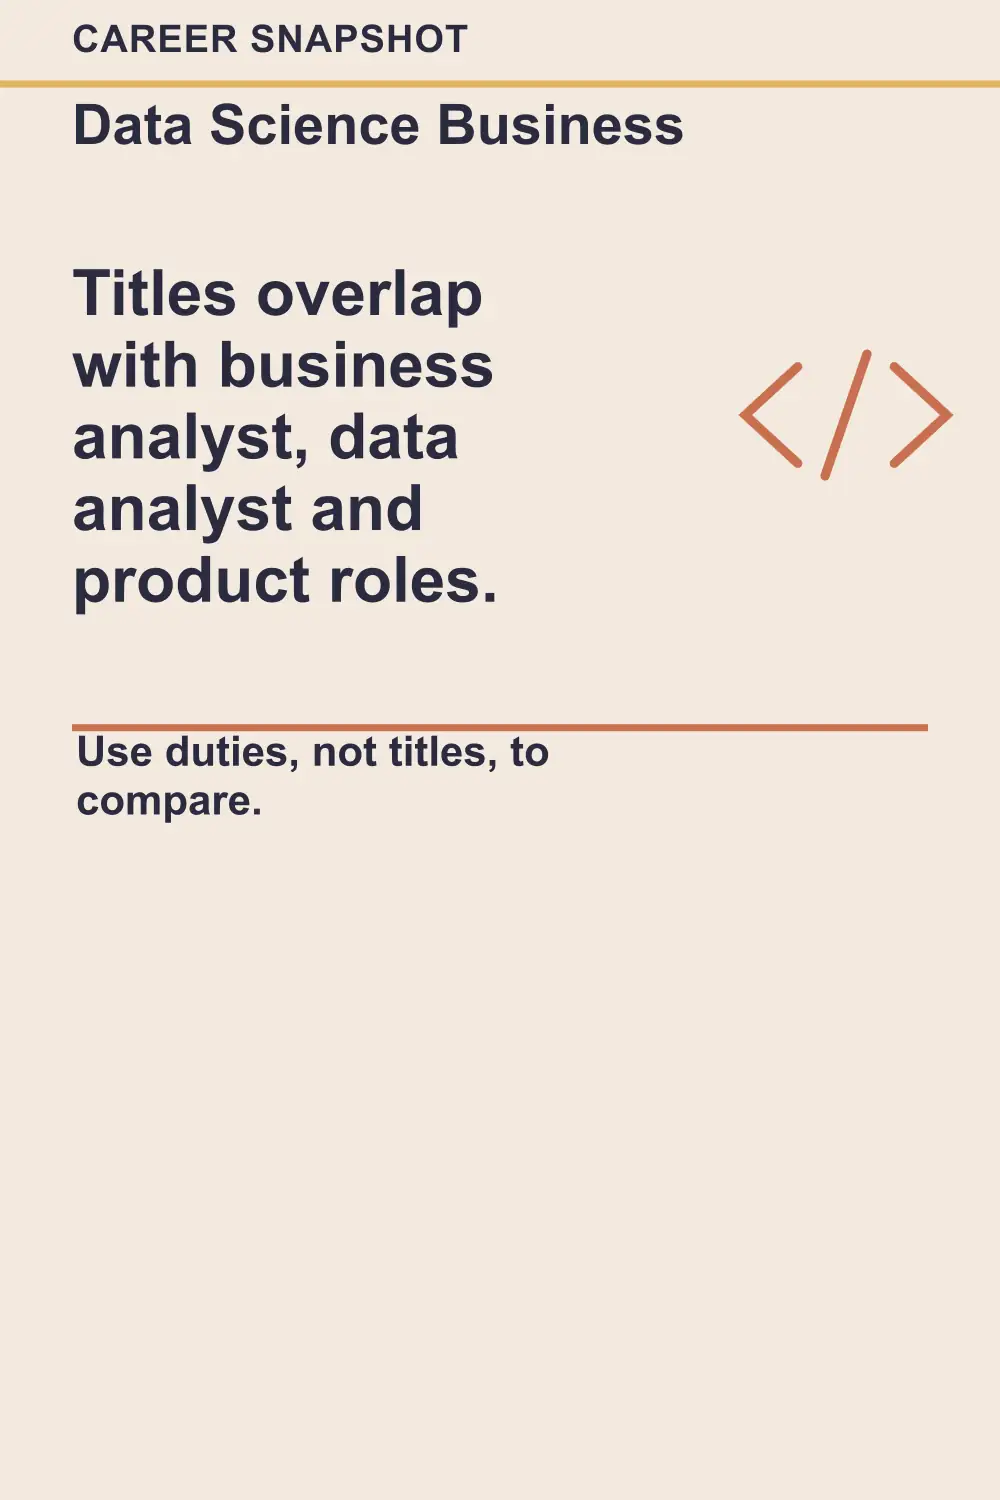 CAREER SNAPSHOT
Data Science Business
Titles overlap
with business
analyst, data
analyst and
product roles.
Use duties, not titles, to
compare.